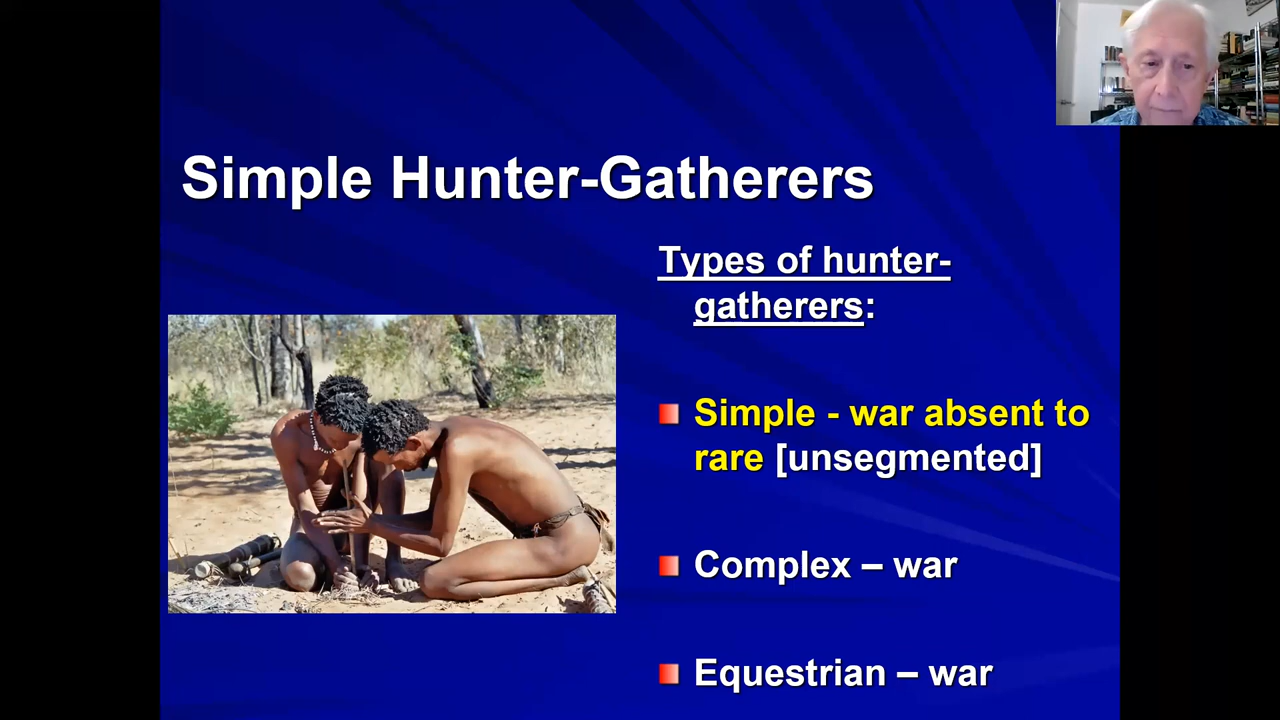 Simple Hunter-Gatherers
Types of hunter-
gatherers:
Simple - war absent to
rare [unsegmented]
Complex – war
Equestrian – war